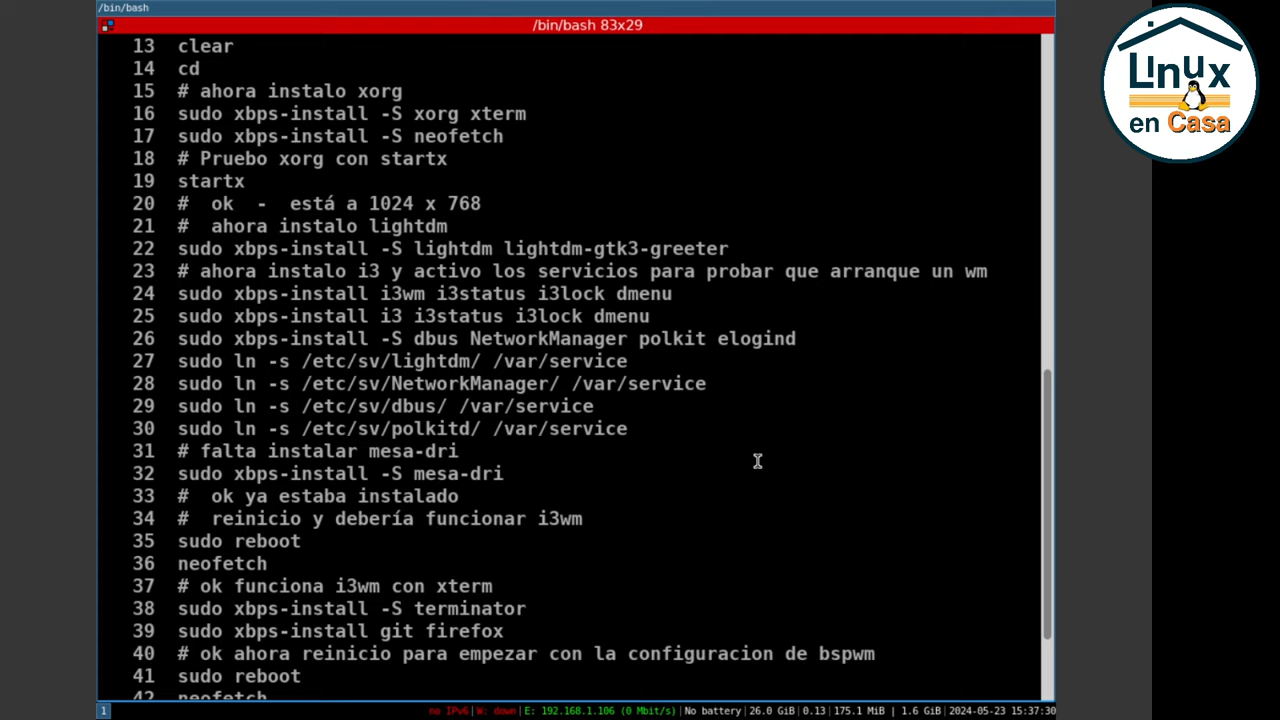 /bin/bash
/bin/bash 83x29
13 clear
14 cd
15 # ahora instalo xorg
16 sudo xbps-install -S xorg xterm
17 sudo xbps-install -S neofetch
18 # Pruebo xorg con startx
19 startx
20 #  ok  -  está a 1024 x 768
21 #  ahora instalo lightdm
22 sudo xbps-install -S lightdm lightdm-gtk3-greeter
23 # ahora instalo i3 y activo los servicios para probar que arranque un wm
24 sudo xbps-install i3wm i3status i3lock dmenu
25 sudo xbps-install i3 i3status i3lock dmenu
26 sudo xbps-install -S dbus NetworkManager polkit elogind
27 sudo ln -s /etc/sv/lightdm/ /var/service
28 sudo ln -s /etc/sv/NetworkManager/ /var/service
29 sudo ln -s /etc/sv/dbus/ /var/service
30 sudo ln -s /etc/sv/polkitd/ /var/service
31 # falta instalar mesa-dri
32 sudo xbps-install -S mesa-dri
33 #  ok ya estaba instalado
34 #  reinicio y debería funcionar i3wm
35 sudo reboot
36 neofetch
37 # ok funciona i3wm con xterm
38 sudo xbps-install -S terminator
39 sudo xbps-install git firefox
40 # ok ahora reinicio para empezar con la configuracion de bspwm
41 sudo reboot
42 neofetch
1 no IPv6|W: down|E: 192.168.1.106 (0 Mbit/s)|No battery|26.0 GiB|0.13|175.1 MiB | 1.6 GiB|2024-05-23 15:37:30
Linux
en Casa